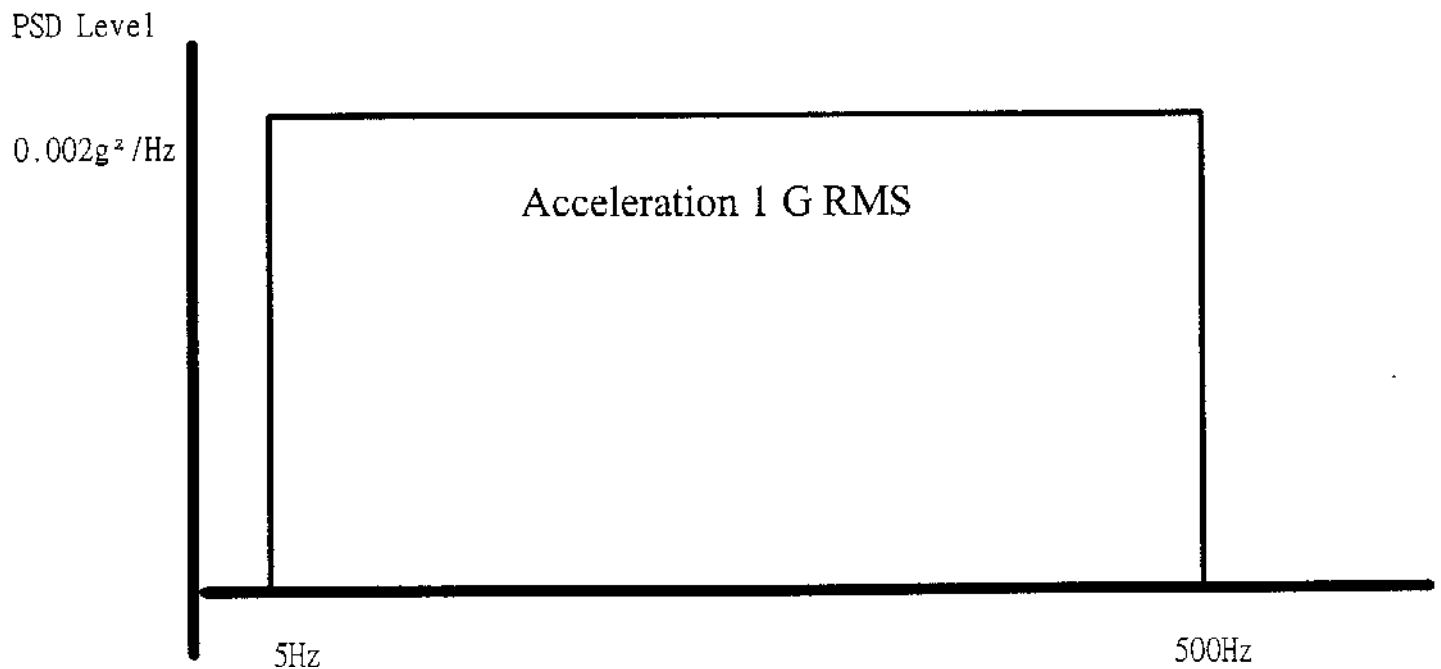 PSD Level
0.002g²/Hz
Acceleration 1 G RMS
5Hz
500Hz